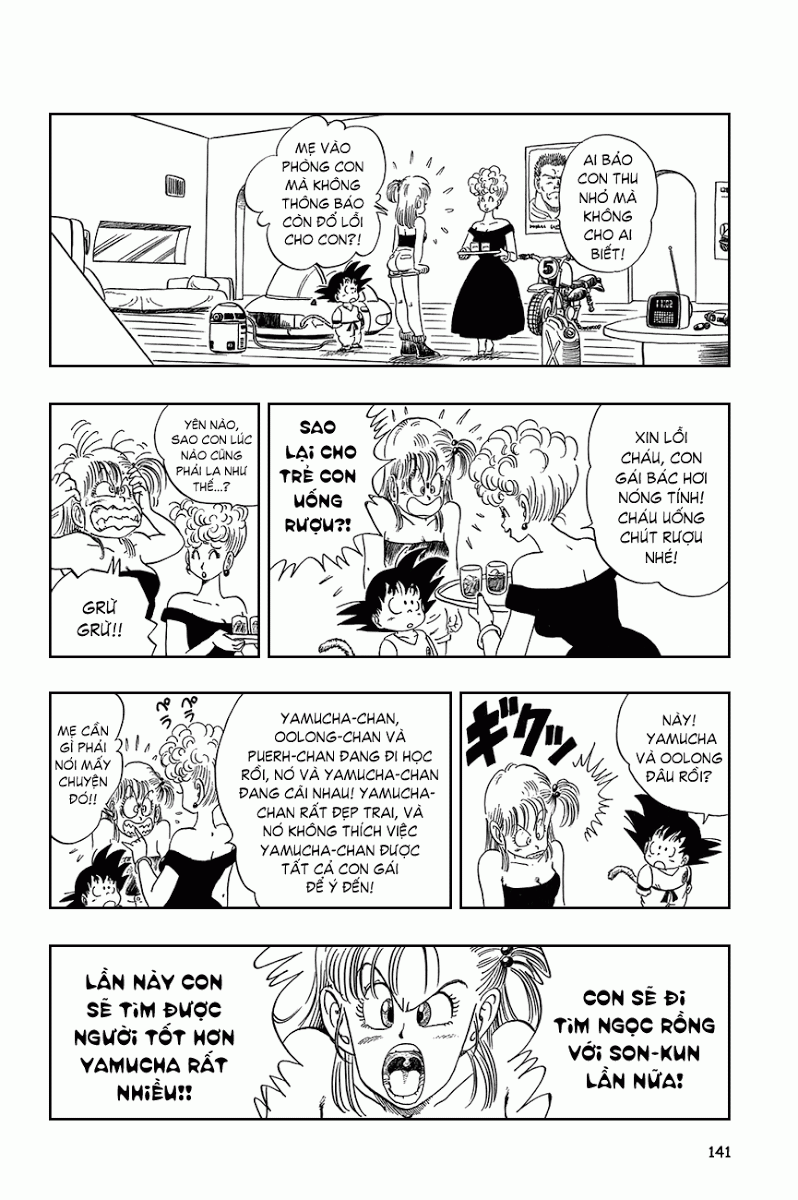 AI BẢO
CON THU
NHỎ MÀ
KHÔNG
CHO AI
BIẾT!
5
MẸ VÀO
PHÒNG CON
MÀ KHÔNG
THÔNG BÁO
CÒN ĐỔ LỖI
CHO CON?!
XIN LỖI
CHÁU, CON
GÁI BÁC HƠI
NÓNG TÍNH!
CHÁU UỐNG
CHÚT RƯỢU
NHÉ!
SAO
LẠI CHO
TRẺ CON
UỐNG
RƯỢU?!
YÊN NÀO,
SAO CON LÚC
NÀO CŨNG
PHẢI LA NHƯ
THẾ...?
GRỪ
GRỪ!!
NÀY!
YAMUCHA
VÀ OOLONG
ĐÂU RỒI?
ギクッ
YAMUCHA-CHAN,
OOLONG-CHAN VÀ
PUERH-CHAN ĐANG ĐI HỌC
RỒI, NÓ VÀ YAMUCHA-CHAN
ĐANG CÃI NHAU! YAMUCHA-
CHAN RẤT ĐẸP TRAI, VÀ
NÓ KHÔNG THÍCH VIỆC
YAMUCHA-CHAN ĐƯỢC
TẤT CẢ CON GÁI
ĐỂ Ý ĐẾN!
ペラ
ペラ
MẸ CẦN
GÌ PHẢI
NÓI MẤY
CHUYỆN
ĐÓ!!
CON SẼ ĐI
TÌM NGỌC RỒNG
VỚI SON-KUN
LẦN NỮA!
LẦN NÀY CON
SẼ TÌM ĐƯỢC
NGƯỜI TỐT HƠN
YAMUCHA RẤT
NHIỀU!!
141